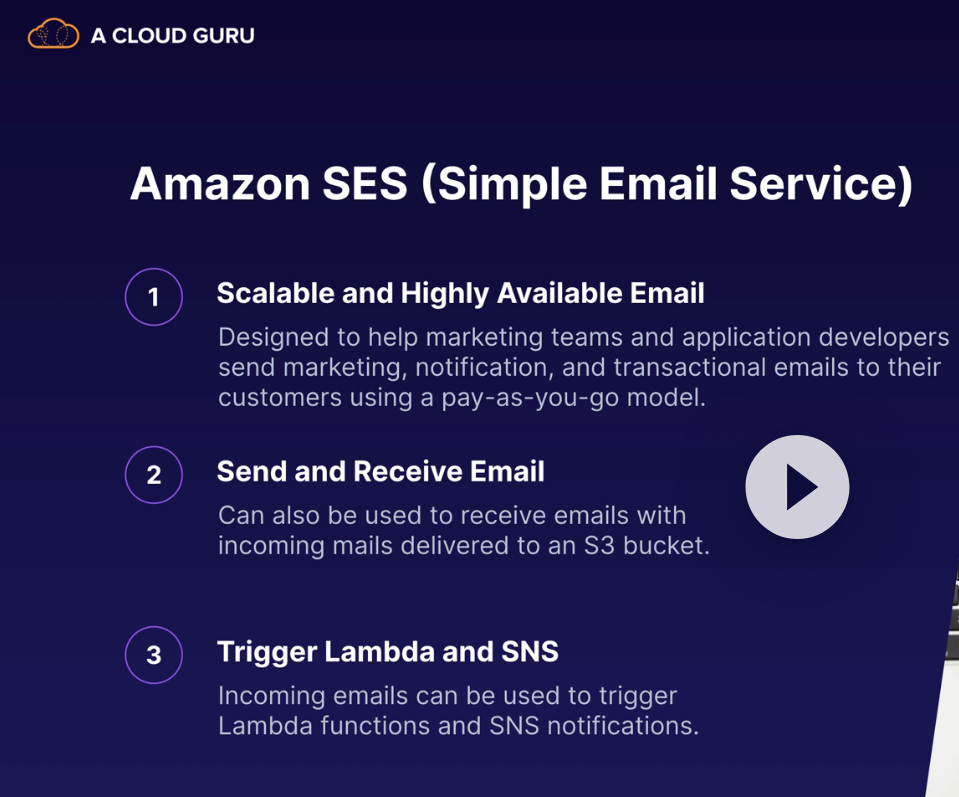 A CLOUD GURU
Amazon SES (Simple Email Service)
1
Scalable and Highly Available Email
Designed to help marketing teams and application developers
send marketing, notification, and transactional emails to their
customers using a pay-as-you-go model.
2
Send and Receive Email
Can also be used to receive emails with
incoming mails delivered to an S3 bucket.
3
Trigger Lambda and SNS
Incoming emails can be used to trigger
Lambda functions and SNS notifications.